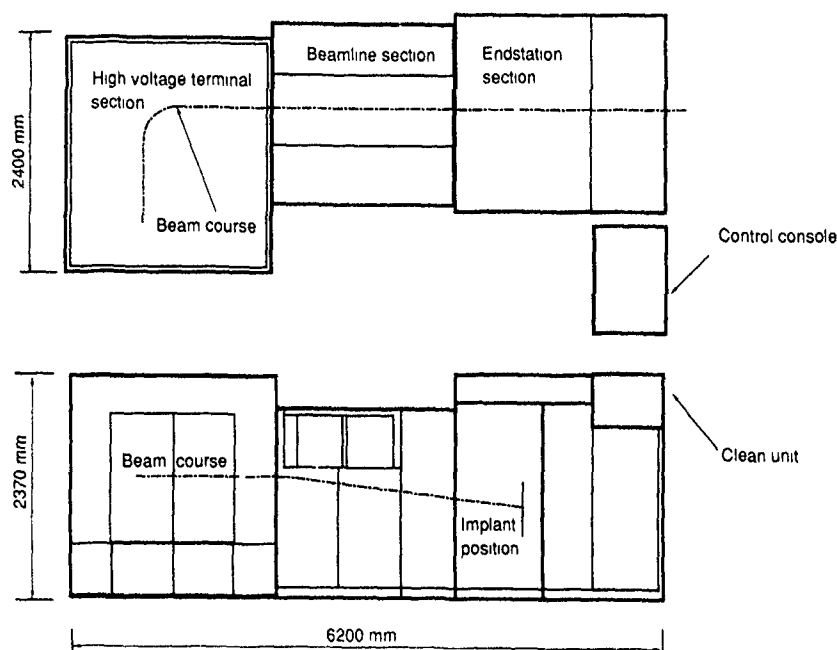 Beamline section
Endstation
section
High voltage terminal
section
2400 mm
Beam course
Control console
Beam course
2370 mm
Implant
position
Clean unit
6200 mm